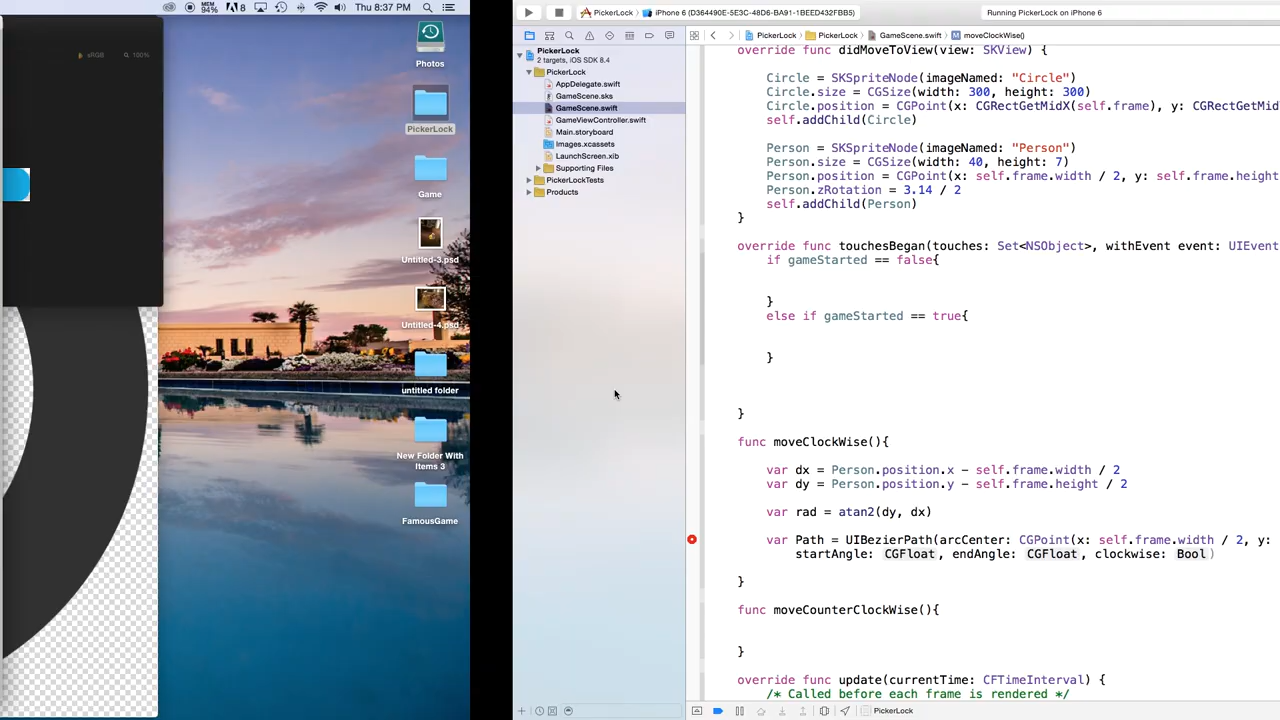 MEM
94%
8
Thu 8:37 PM
sRGB
100%
Photos
PickerLock
Game
Untitled-3.psd
Untitled-4.psd
untitled folder
New Folder With
Items 3
FamousGame
PickerLock
iPhone 6 (D364490E-5E3C-48D6-BA91-1BEED432FBB5)
Running PickerLock on iPhone 6
PickerLock
2 targets, iOS SDK 8.4
PickerLock
AppDelegate.swift
GameScene.sks
GameScene.swift
GameViewController.swift
Main.storyboard
Images.xcassets
LaunchScreen.xib
Supporting Files
PickerLockTests
Products
PickerLock
PickerLock
GameScene.swift
M moveClockWise()
override func didMoveToView(view: SKView) {
Circle = SKSpriteNode(imageNamed: "Circle")
Circle.size = CGSize(width: 300, height: 300)
Circle.position = CGPoint(x: CGRectGetMidX(self.frame), y: CGRectGetMid
self.addChild(Circle)
Person = SKSpriteNode(imageNamed: "Person")
Person.size = CGSize(width: 40, height: 7)
Person.position = CGPoint(x: self.frame.width / 2, y: self.frame.height
Person.zRotation = 3.14 / 2
self.addChild(Person)
}
override func touchesBegan(touches: Set<NSObject>, withEvent event: UIEvent
if gameStarted == false{
}
else if gameStarted == true{
}
}
func moveClockWise(){
var dx = Person.position.x - self.frame.width / 2
var dy = Person.position.y - self.frame.height / 2
var rad = atan2(dy, dx)
var Path = UIBezierPath(arcCenter: CGPoint(x: self.frame.width / 2, y:
startAngle: CGFloat, endAngle: CGFloat, clockwise: Bool)
}
func moveCounterClockWise(){
}
override func update(currentTime: CFTimeInterval) {
/* Called before each frame is rendered */
PickerLock